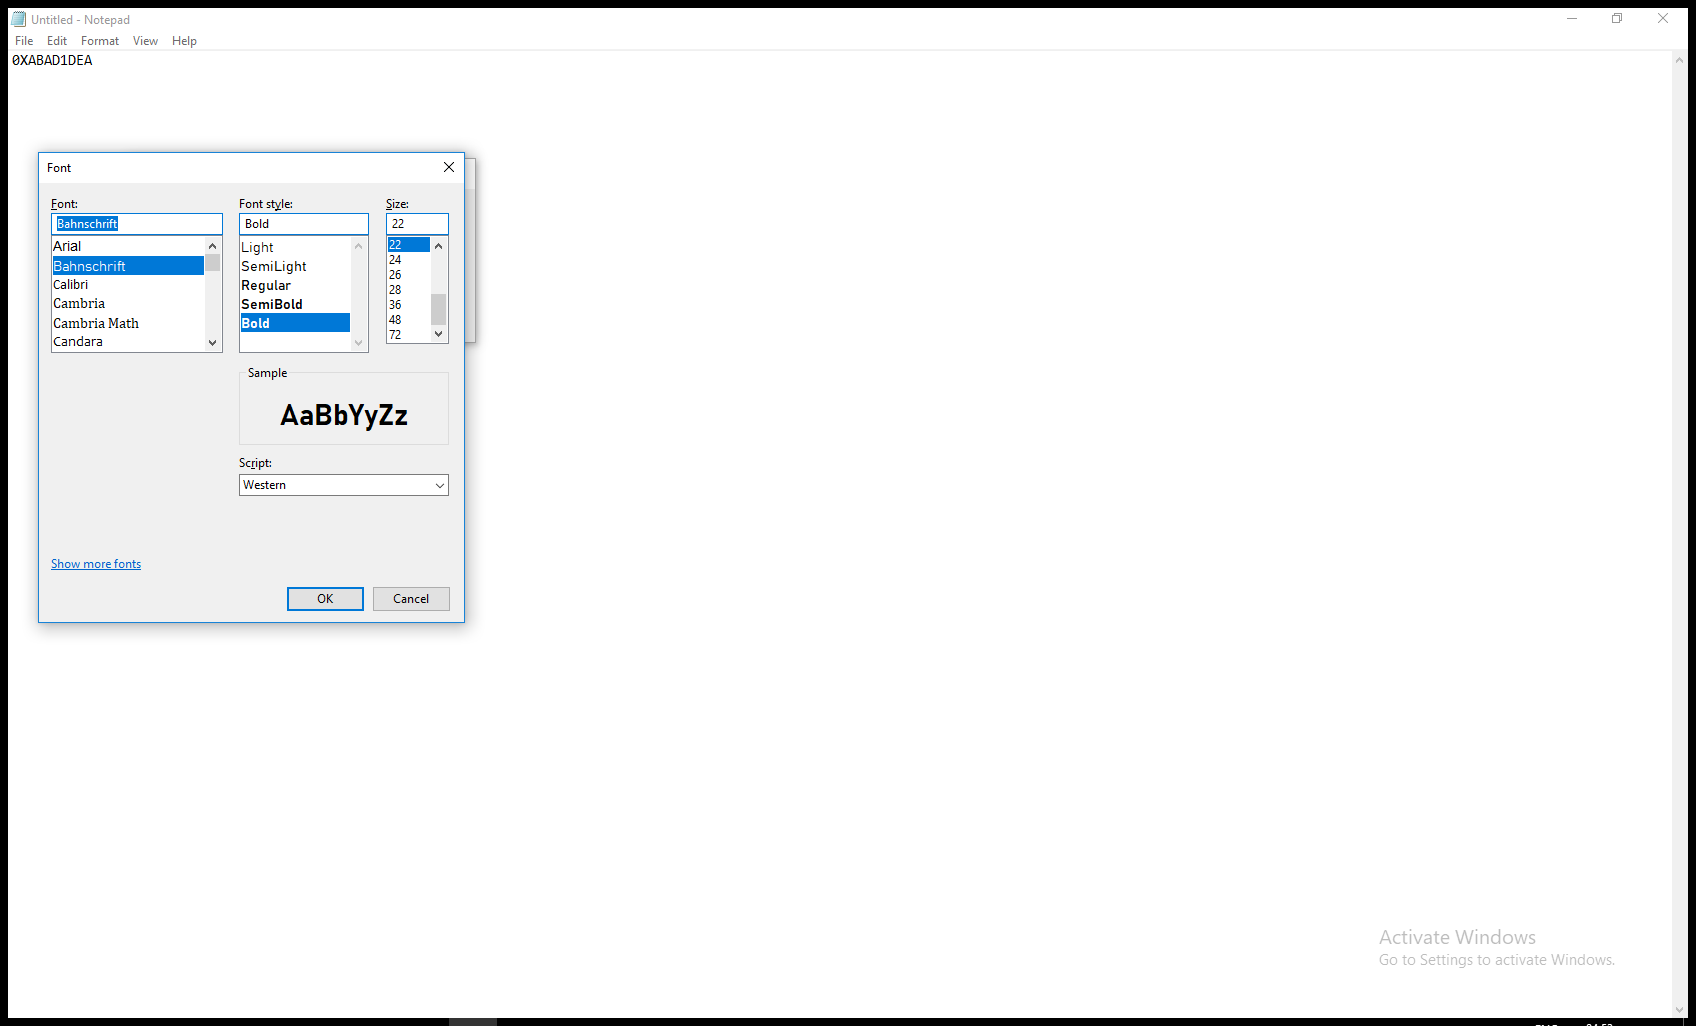 Untitled - Notepad
File Edit Format View Help
0XABAD1DEA
Font
Font:
Bahnschrift
Arial
Bahnschrift
Calibri
Cambria
Cambria Math
Candara
Font style:
Bold
Light
SemiLight
Regular
SemiBold
Bold
Size:
22
22
24
26
28
36
48
72
Sample
AaBbYyZz
Script:
Western
Show more fonts
OK Cancel
Activate Windows
Go to Settings to activate Windows.